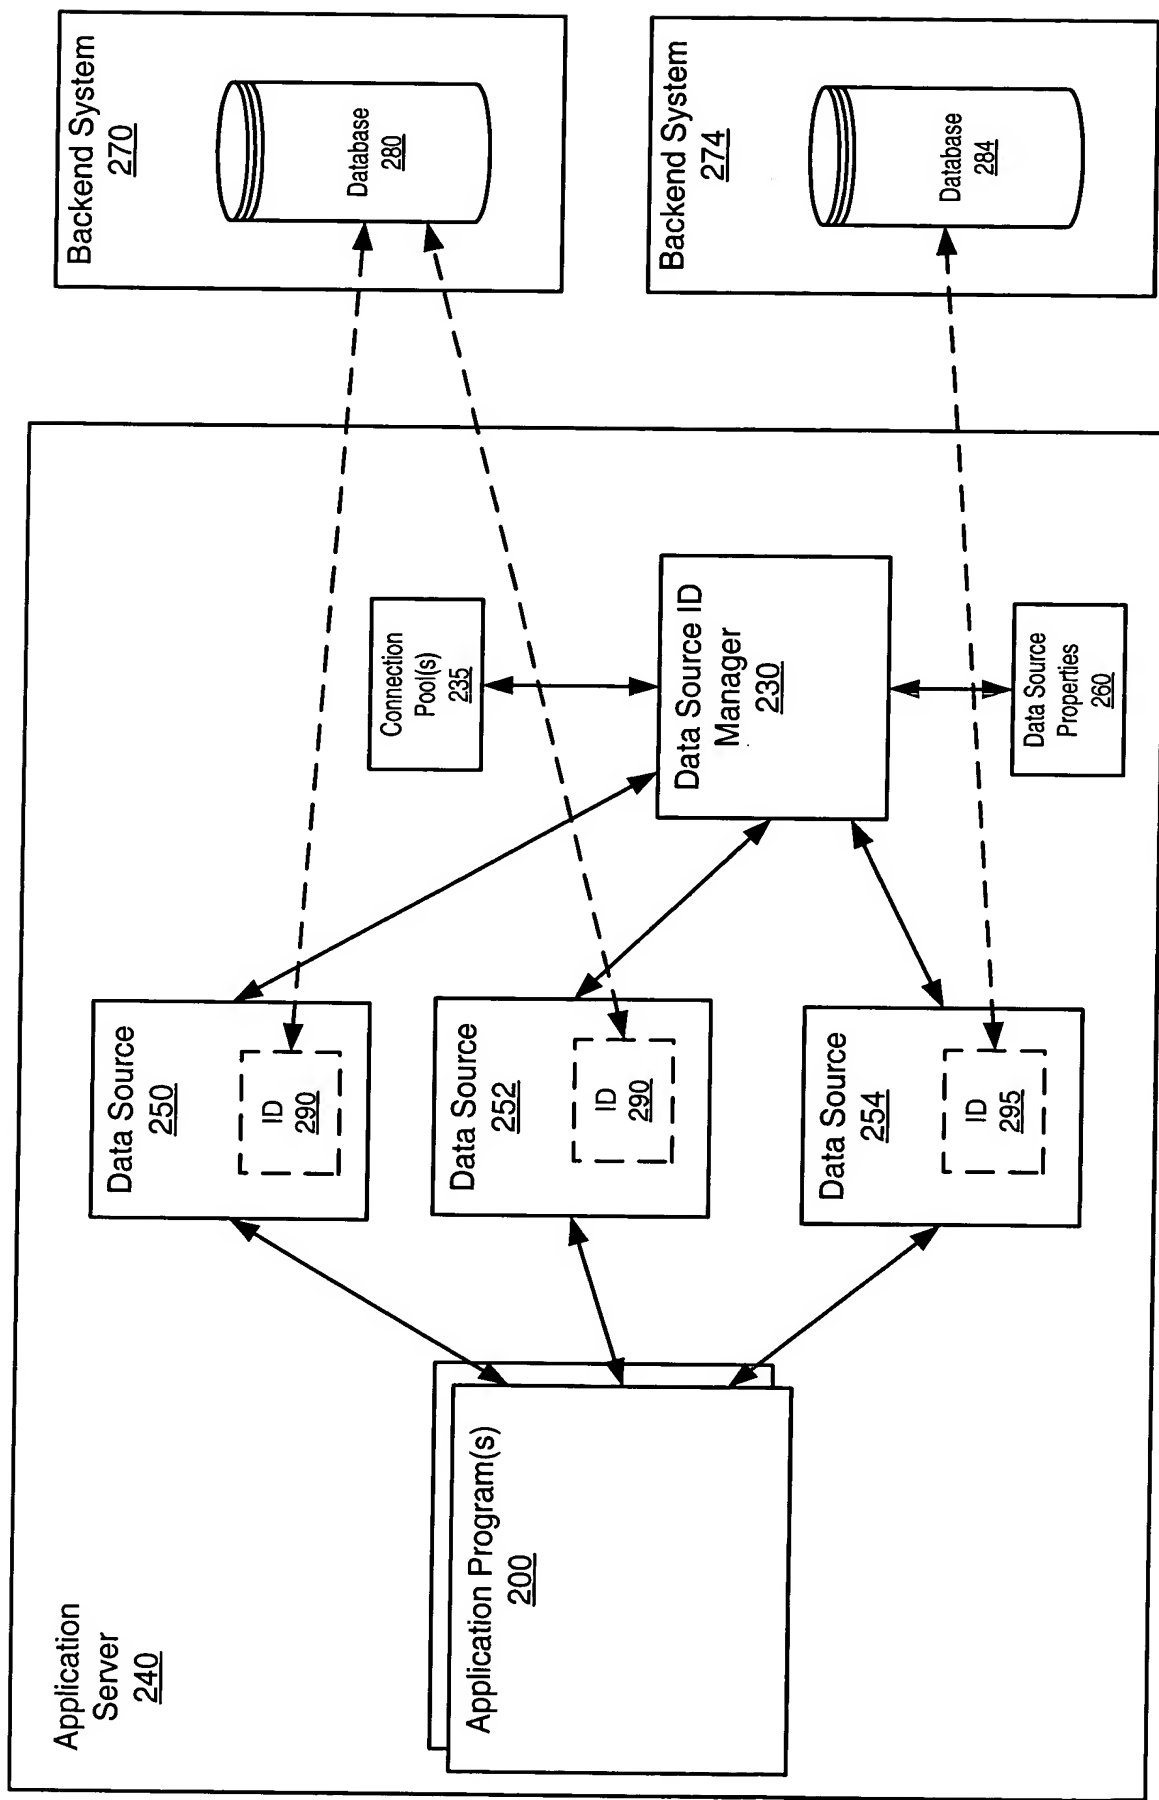 Application
Server
240
Application Program(s)
200
Data Source
250
ID
290
Data Source
252
ID
290
Data Source
254
ID
295
Connection
Pool(s)
235
Data Source ID
Manager
230
Data Source
Properties
260
Backend System
270
Database
280
Backend System
274
Database
284